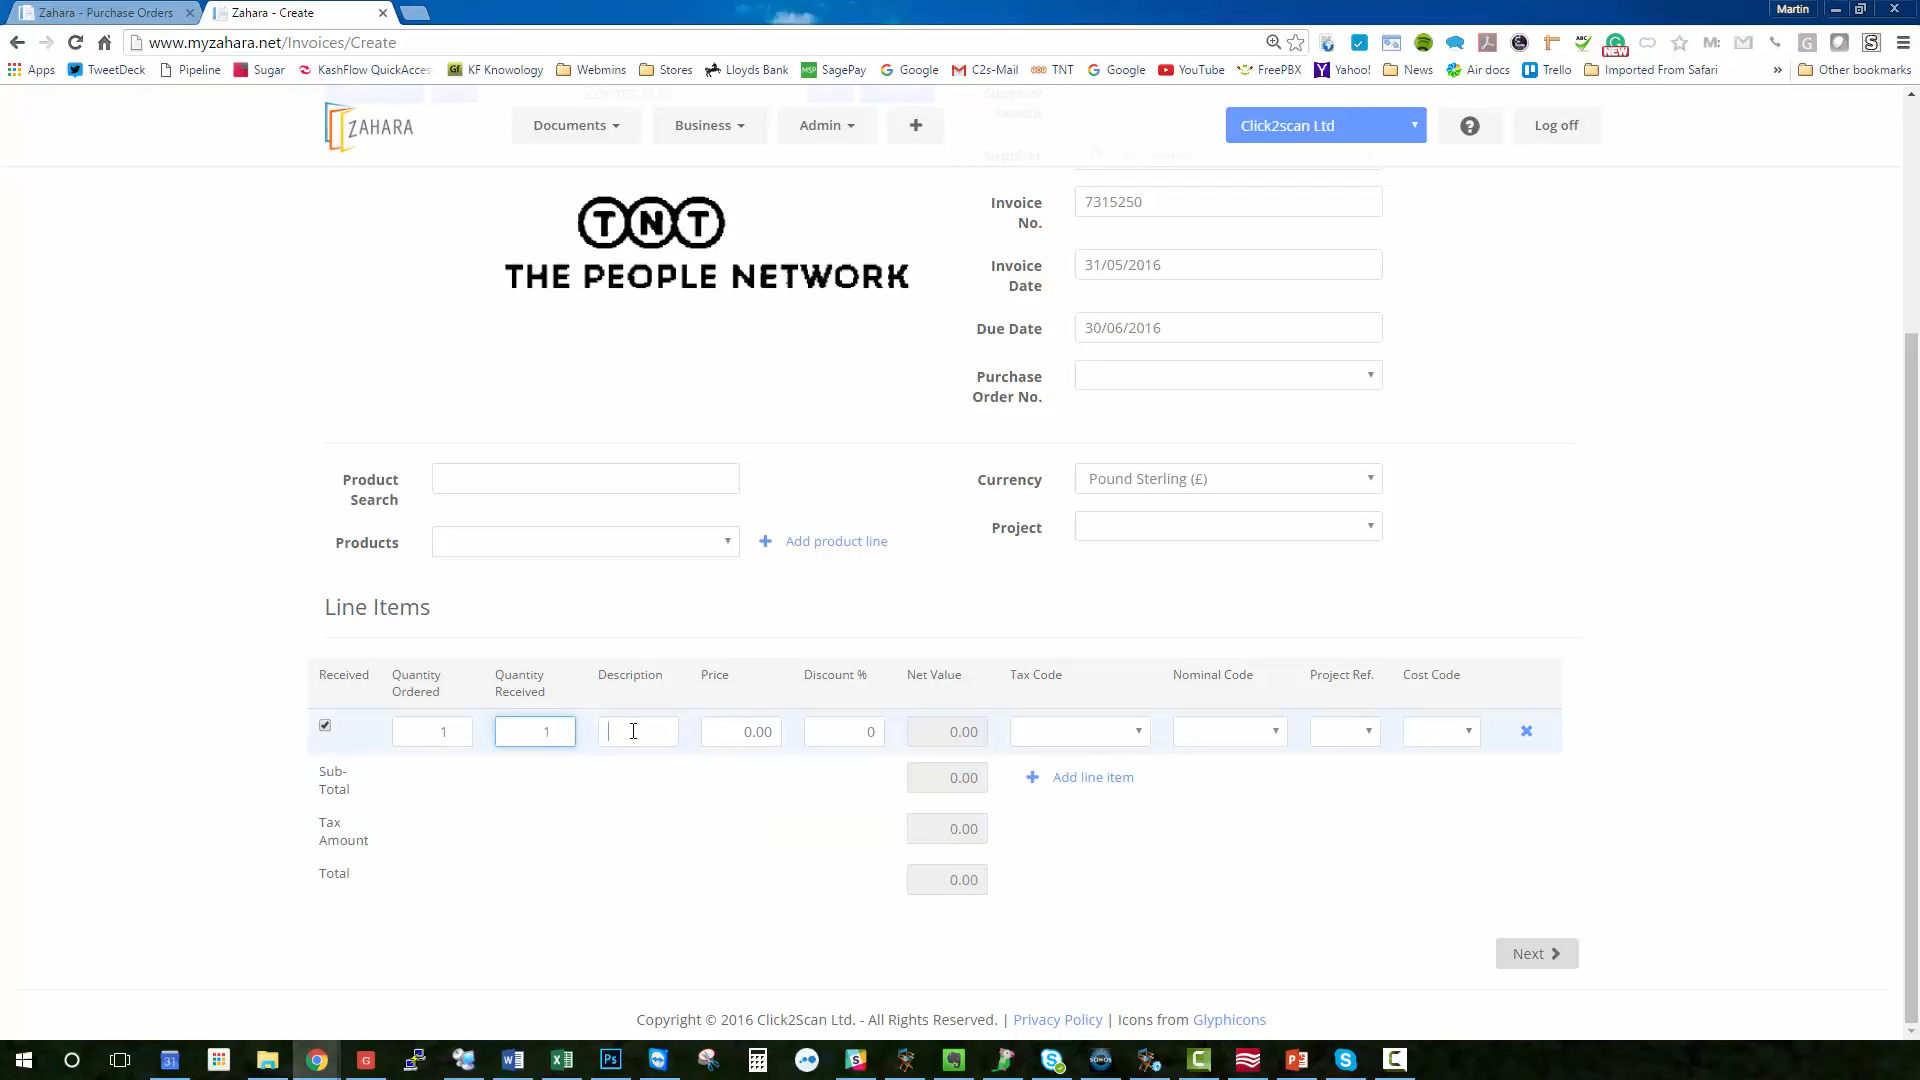 Zahara - Purchase Orders
Zahara - Create
Martin
www.myzahara.net/Invoices/Create
Apps
TweetDeck
Pipeline
Sugar
KashFlow QuickAcces
KF Knowology
Webmins
Stores
Lloyds Bank
SagePay
Google
C2s-Mail
TNT
Google
YouTube
FreePBX
Yahoo!
News
Air docs
Trello
Imported From Safari
»
Other bookmarks
ZAHARA
Documents
Business
Admin
Click2scan Ltd
Log off
Supplier
TNT
THE PEOPLE NETWORK
Invoice
No.
7315250
Invoice
Date
31/05/2016
Due Date
30/06/2016
Purchase
Order No.
Product
Search
Currency
Pound Sterling (£)
Products
Add product line
Project
Line Items
Received
Quantity
Ordered
Quantity
Received
Description
Price
Discount %
Net Value
Tax Code
Nominal Code
Project Ref.
Cost Code
1
1
0.00
0
0.00
Sub-
Total
0.00
Add line item
Tax
Amount
0.00
Total
0.00
Next
Copyright © 2016 Click2Scan Ltd. - All Rights Reserved. | Privacy Policy | Icons from Glyphicons